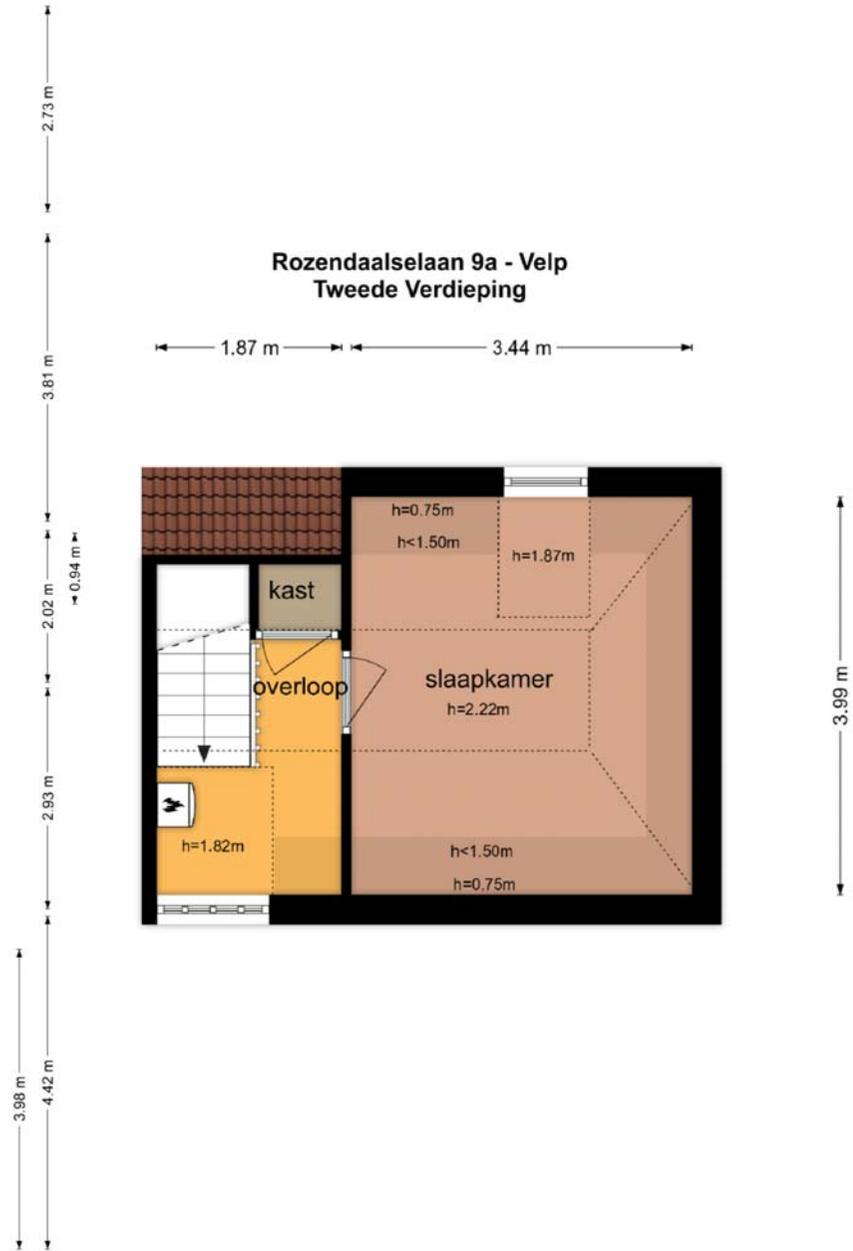 2.73 m
Rozendaalselaan 9a - Velp
Tweede Verdieping
1.87 m
3.44 m
3.81 m
h=0.75m
h<1.50m
h=1.87m
0.94 m
2.02 m
kast
overloop
slaapkamer
h=2.22m
3.99 m
2.93 m
h=1.82m
h<1.50m
h=0.75m
3.98 m
4.42 m